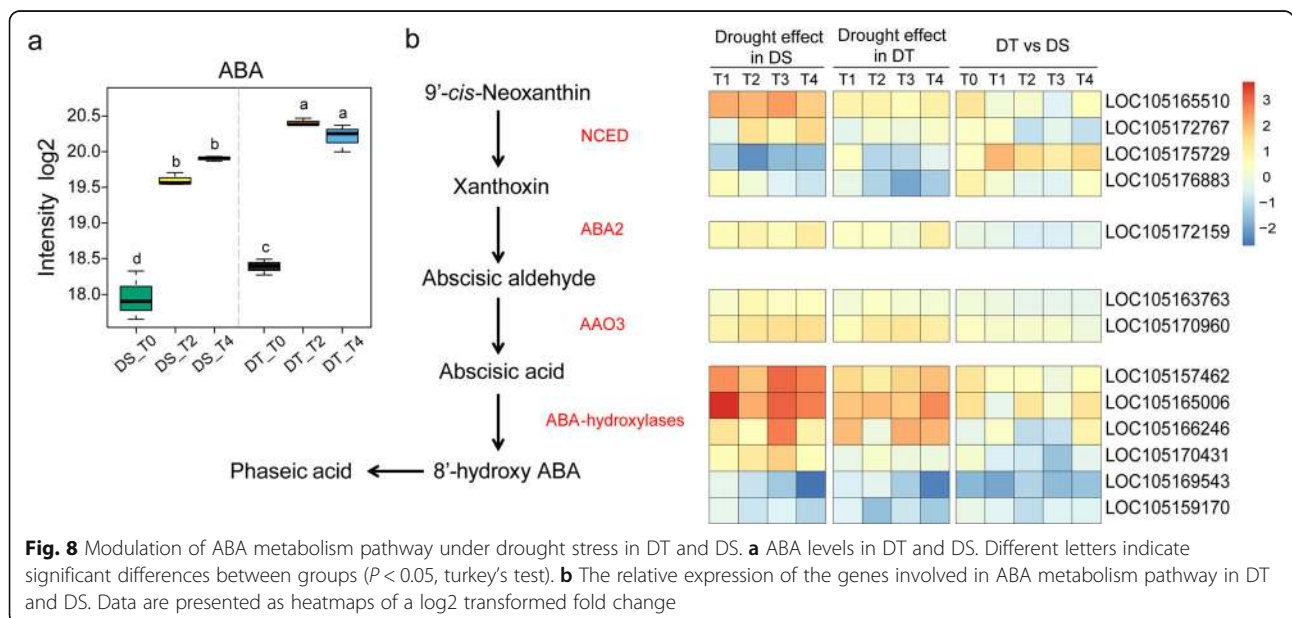 a
ABA
Intensity log2
20.5
20.0
19.5
18.5
18.0
d
b
b
c
a
a
DS_T0
DS_T2
DS_T4
DT_T0
DT_T2
DT_T4
b
9'-cis-Neoxanthin
NCED
Xanthoxin
ABA2
Abscisic aldehyde
AAO3
Abscisic acid
ABA-hydroxylases
Phaseic acid
8'-hydroxy ABA
Drought effect
in DS
Drought effect
in DT
DT vs DS
T1 T2 T3 T4
T1 T2 T3 T4
T0 T1 T2 T3 T4
LOC105165510
LOC105172767
LOC105175729
LOC105176883
LOC105172159
LOC105163763
LOC105170960
LOC105157462
LOC105165006
LOC105166246
LOC105170431
LOC105169543
LOC105159170
3
2
1
0
−1
−2
Fig. 8 Modulation of ABA metabolism pathway under drought stress in DT and DS. a ABA levels in DT and DS. Different letters indicate
significant differences between groups (P < 0.05, turkey's test). b The relative expression of the genes involved in ABA metabolism pathway in DT
and DS. Data are presented as heatmaps of a log2 transformed fold change